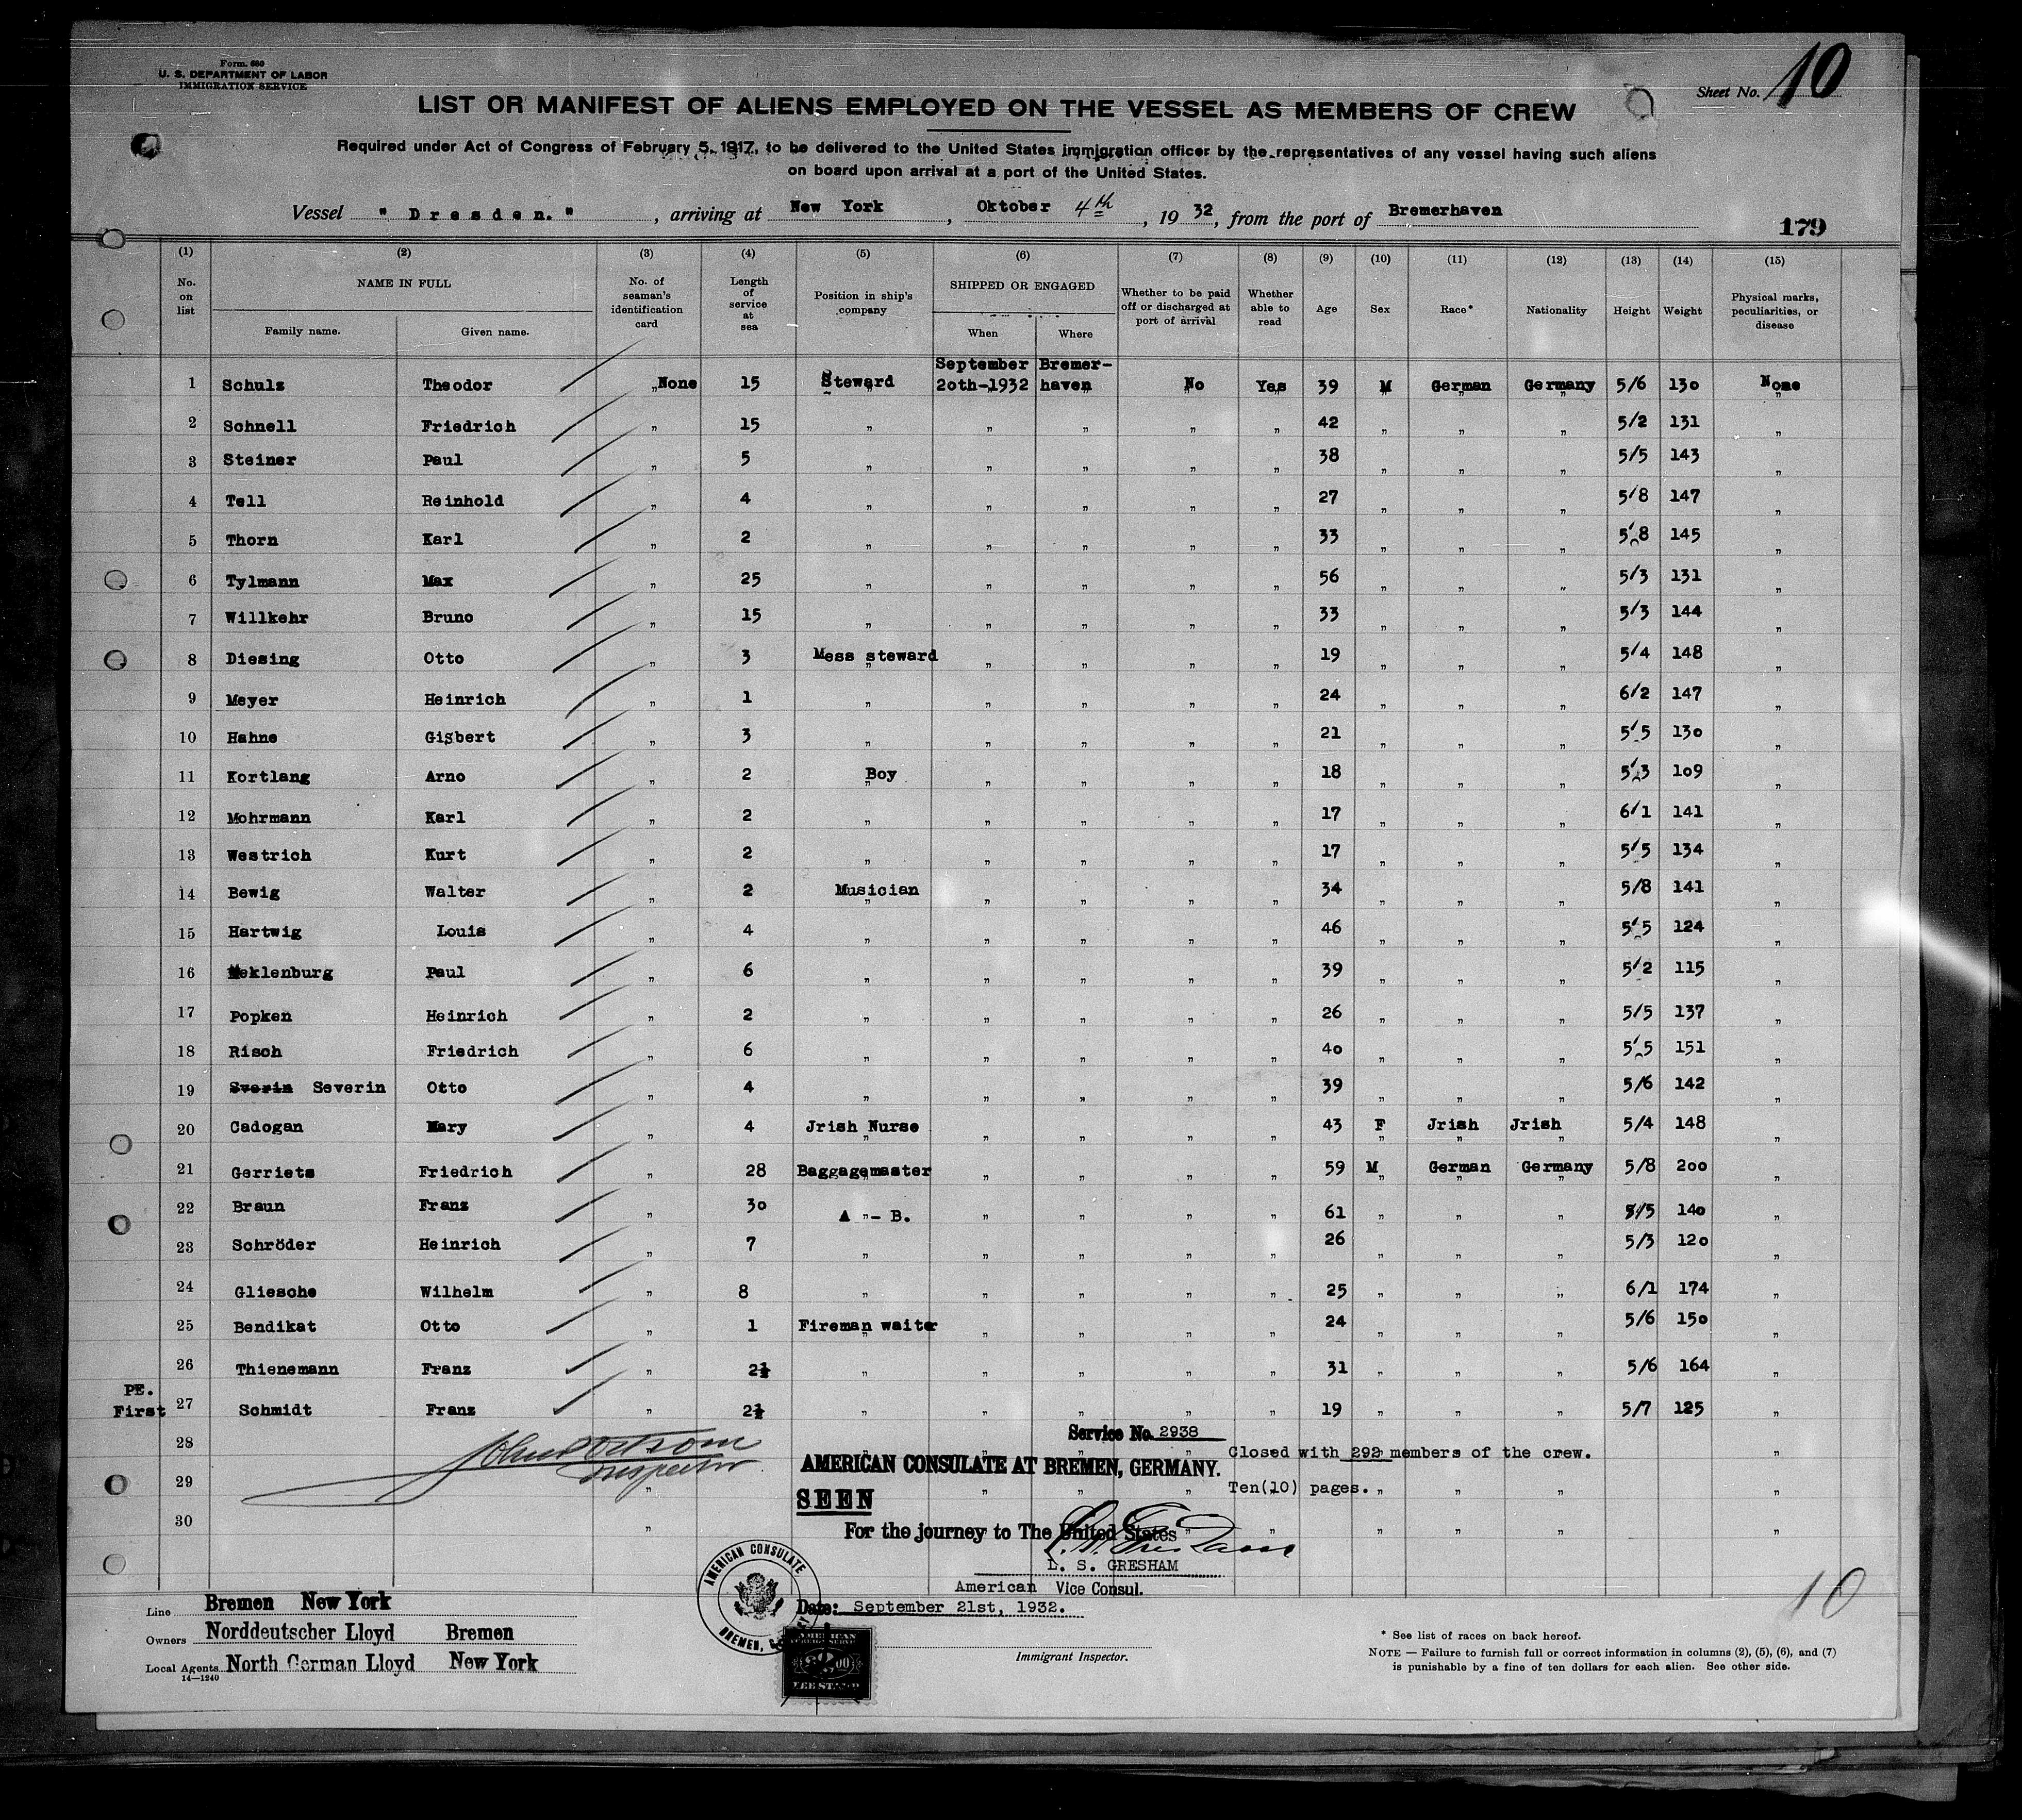 Form. 680
U. S. DEPARTMENT OF LABOR
IMMIGRATION SERVICE
Sheet No. 10
LIST OR MANIFEST OF ALIENS EMPLOYED ON THE VESSEL AS MEMBERS OF CREW
Required under Act of Congress of February 5, 1917, to be delivered to the United States immigration officer by the representatives of any vessel having such aliens
on board upon arrival at a port of the United States.
Vessel " Dresden. ", arriving at New York, Oktober 4th, 1932, from the port of Bremerhaven
179
(1) (2) (3) (4) (5) (6) (7) (8) (9) (10) (11) (12) (13) (14) (15)
No. on list NAME IN FULL Family name. Given name. No. of seaman's identification card Length of service at sea Position in ship's company SHIPPED OR ENGAGED When Where Whether to be paid off or discharged at port of arrival Whether able to read Age Sex Race* Nationality Height Weight Physical marks, peculiarities, or disease
September Bremer-
1 Schulz Theodor „None 15 Steward 20th-1932 haven No Yes 39 M German Germany 5/6 130 None
2 Schnell Friedrich „ 15 „ „ „ „ „ 42 „ „ „ 5/2 131 „
3 Steiner Paul „ 5 „ „ „ „ „ 38 „ „ „ 5/5 143 „
4 Tell Reinhold „ 4 „ „ „ „ „ 27 „ „ „ 5/8 147 „
5 Thorn Karl „ 2 „ „ „ „ „ 33 „ „ „ 5/8 145 „
6 Tylmann Max „ 25 „ „ „ „ „ 56 „ „ „ 5/3 131 „
7 Willkehr Bruno „ 15 „ „ „ „ „ 33 „ „ „ 5/3 144 „
8 Diesing Otto „ 3 Mess steward „ „ „ „ 19 „ „ „ 5/4 148 „
9 Meyer Heinrich „ 1 „ „ „ „ „ 24 „ „ „ 6/2 147 „
10 Hahne Gisbert „ 3 „ „ „ „ „ 21 „ „ „ 5/5 130 „
11 Kortlang Arno „ 2 Boy „ „ „ „ 18 „ „ „ 5/3 109 „
12 Mohrmann Karl „ 2 „ „ „ „ „ 17 „ „ „ 6/1 141 „
13 Westrich Kurt „ 2 „ „ „ „ „ 17 „ „ „ 5/5 134 „
14 Bewig Walter „ 2 Musician „ „ „ „ 34 „ „ „ 5/8 141 „
15 Hartwig Louis „ 4 „ „ „ „ „ 46 „ „ „ 5/5 124 „
16 Meklenburg Paul „ 6 „ „ „ „ „ 39 „ „ „ 5/2 115 „
17 Popken Heinrich „ 2 „ „ „ „ „ 26 „ „ „ 5/5 137 „
18 Risch Friedrich „ 6 „ „ „ „ „ 40 „ „ „ 5/5 151 „
19 Sverin Severin Otto „ 4 „ „ „ „ „ 39 „ „ „ 5/6 142 „
20 Cadogan Mary „ 4 Jrish Nurse „ „ „ „ 43 F Jrish Jrish 5/4 148 „
21 Gerriets Friedrich „ 28 Baggagemaster „ „ „ „ 59 M German Germany 5/8 200 „
22 Braun Franz „ 30 A - B. „ „ „ „ 61 „ „ „ 5/5 140 „
23 Schröder Heinrich „ 7 „ „ „ „ „ 26 „ „ „ 5/3 120 „
24 Gliesche Wilhelm „ 8 „ „ „ „ „ 25 „ „ „ 6/1 174 „
25 Bendikat Otto „ 1 Fireman waiter „ „ „ „ 24 „ „ „ 5/6 150 „
26 Thienemann Franz „ 2½ „ „ „ „ „ 31 „ „ „ 5/6 164 „
PE.
First 27 Schmidt Franz „ 2½ „ „ „ „ „ 19 „ „ „ 5/7 125 „
Service No. 2938
28 Closed with 292 members of the crew.
Inspector
AMERICAN CONSULATE AT BREMEN, GERMANY.
29 Ten(10) pages.
SEEN
30 For the journey to The United States
L. S. GRESHAM
American Vice Consul.
Date: September 21st, 1932.
AMERICAN CONSULATE
BREMEN,
Line Bremen New York
Owners Norddeutscher Lloyd Bremen
Local Agents North German Lloyd New York
14—1240
AMERICAN
FEE STAMP
Immigrant Inspector.
10
* See list of races on back hereof.
NOTE — Failure to furnish full or correct information in columns (2), (5), (6), and (7)
is punishable by a fine of ten dollars for each alien. See other side.